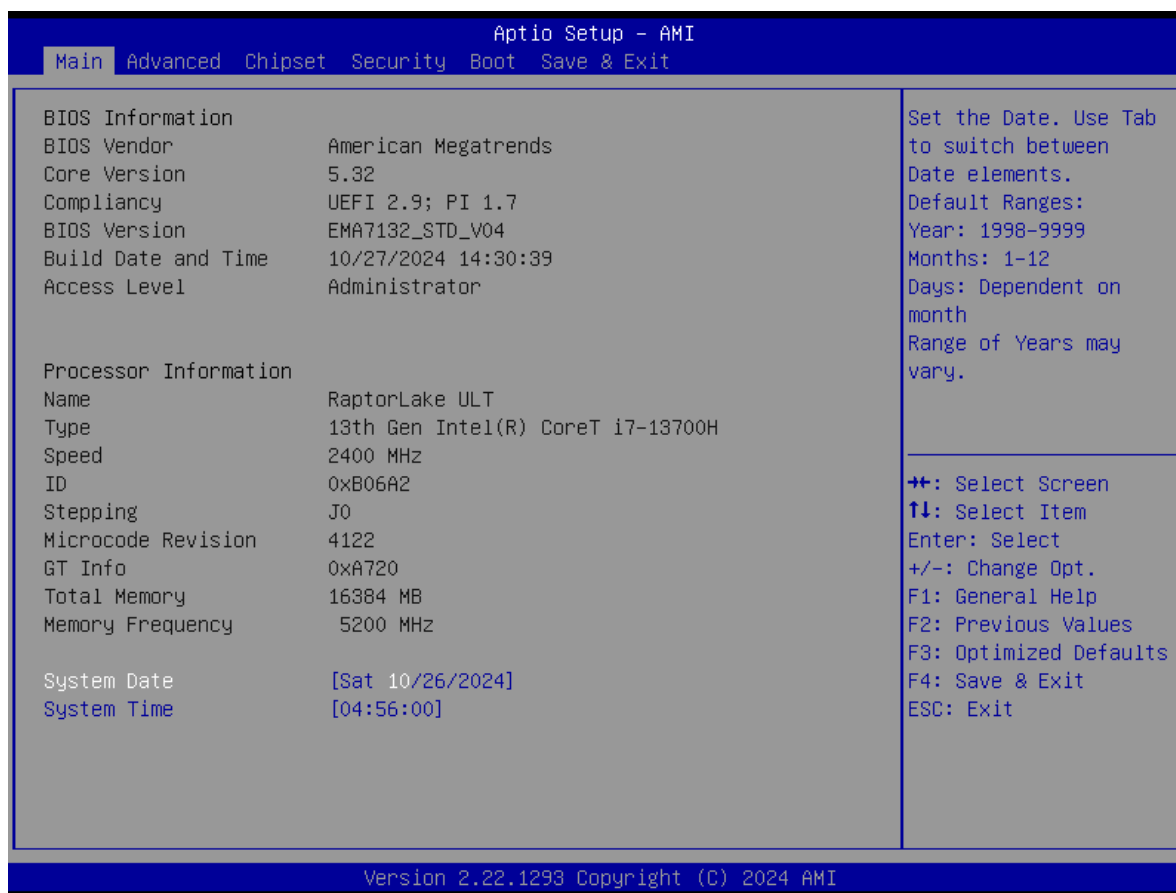 Aptio Setup – AMI
Main Advanced Chipset Security Boot Save & Exit
BIOS Information
BIOS Vendor American Megatrends
Core Version 5.32
Compliancy UEFI 2.9; PI 1.7
BIOS Version EMA7132_STD_V04
Build Date and Time 10/27/2024 14:30:39
Access Level Administrator
Processor Information
Name RaptorLake ULT
Type 13th Gen Intel(R) CoreT i7-13700H
Speed 2400 MHz
ID 0xB06A2
Stepping J0
Microcode Revision 4122
GT Info 0xA720
Total Memory 16384 MB
Memory Frequency 5200 MHz
System Date [Sat 10/26/2024]
System Time [04:56:00]
Set the Date. Use Tab
to switch between
Date elements.
Default Ranges:
Year: 1998-9999
Months: 1-12
Days: Dependent on
month
Range of Years may
vary.
→←: Select Screen
↑↓: Select Item
Enter: Select
+/-: Change Opt.
F1: General Help
F2: Previous Values
F3: Optimized Defaults
F4: Save & Exit
ESC: Exit
Version 2.22.1293 Copyright (C) 2024 AMI